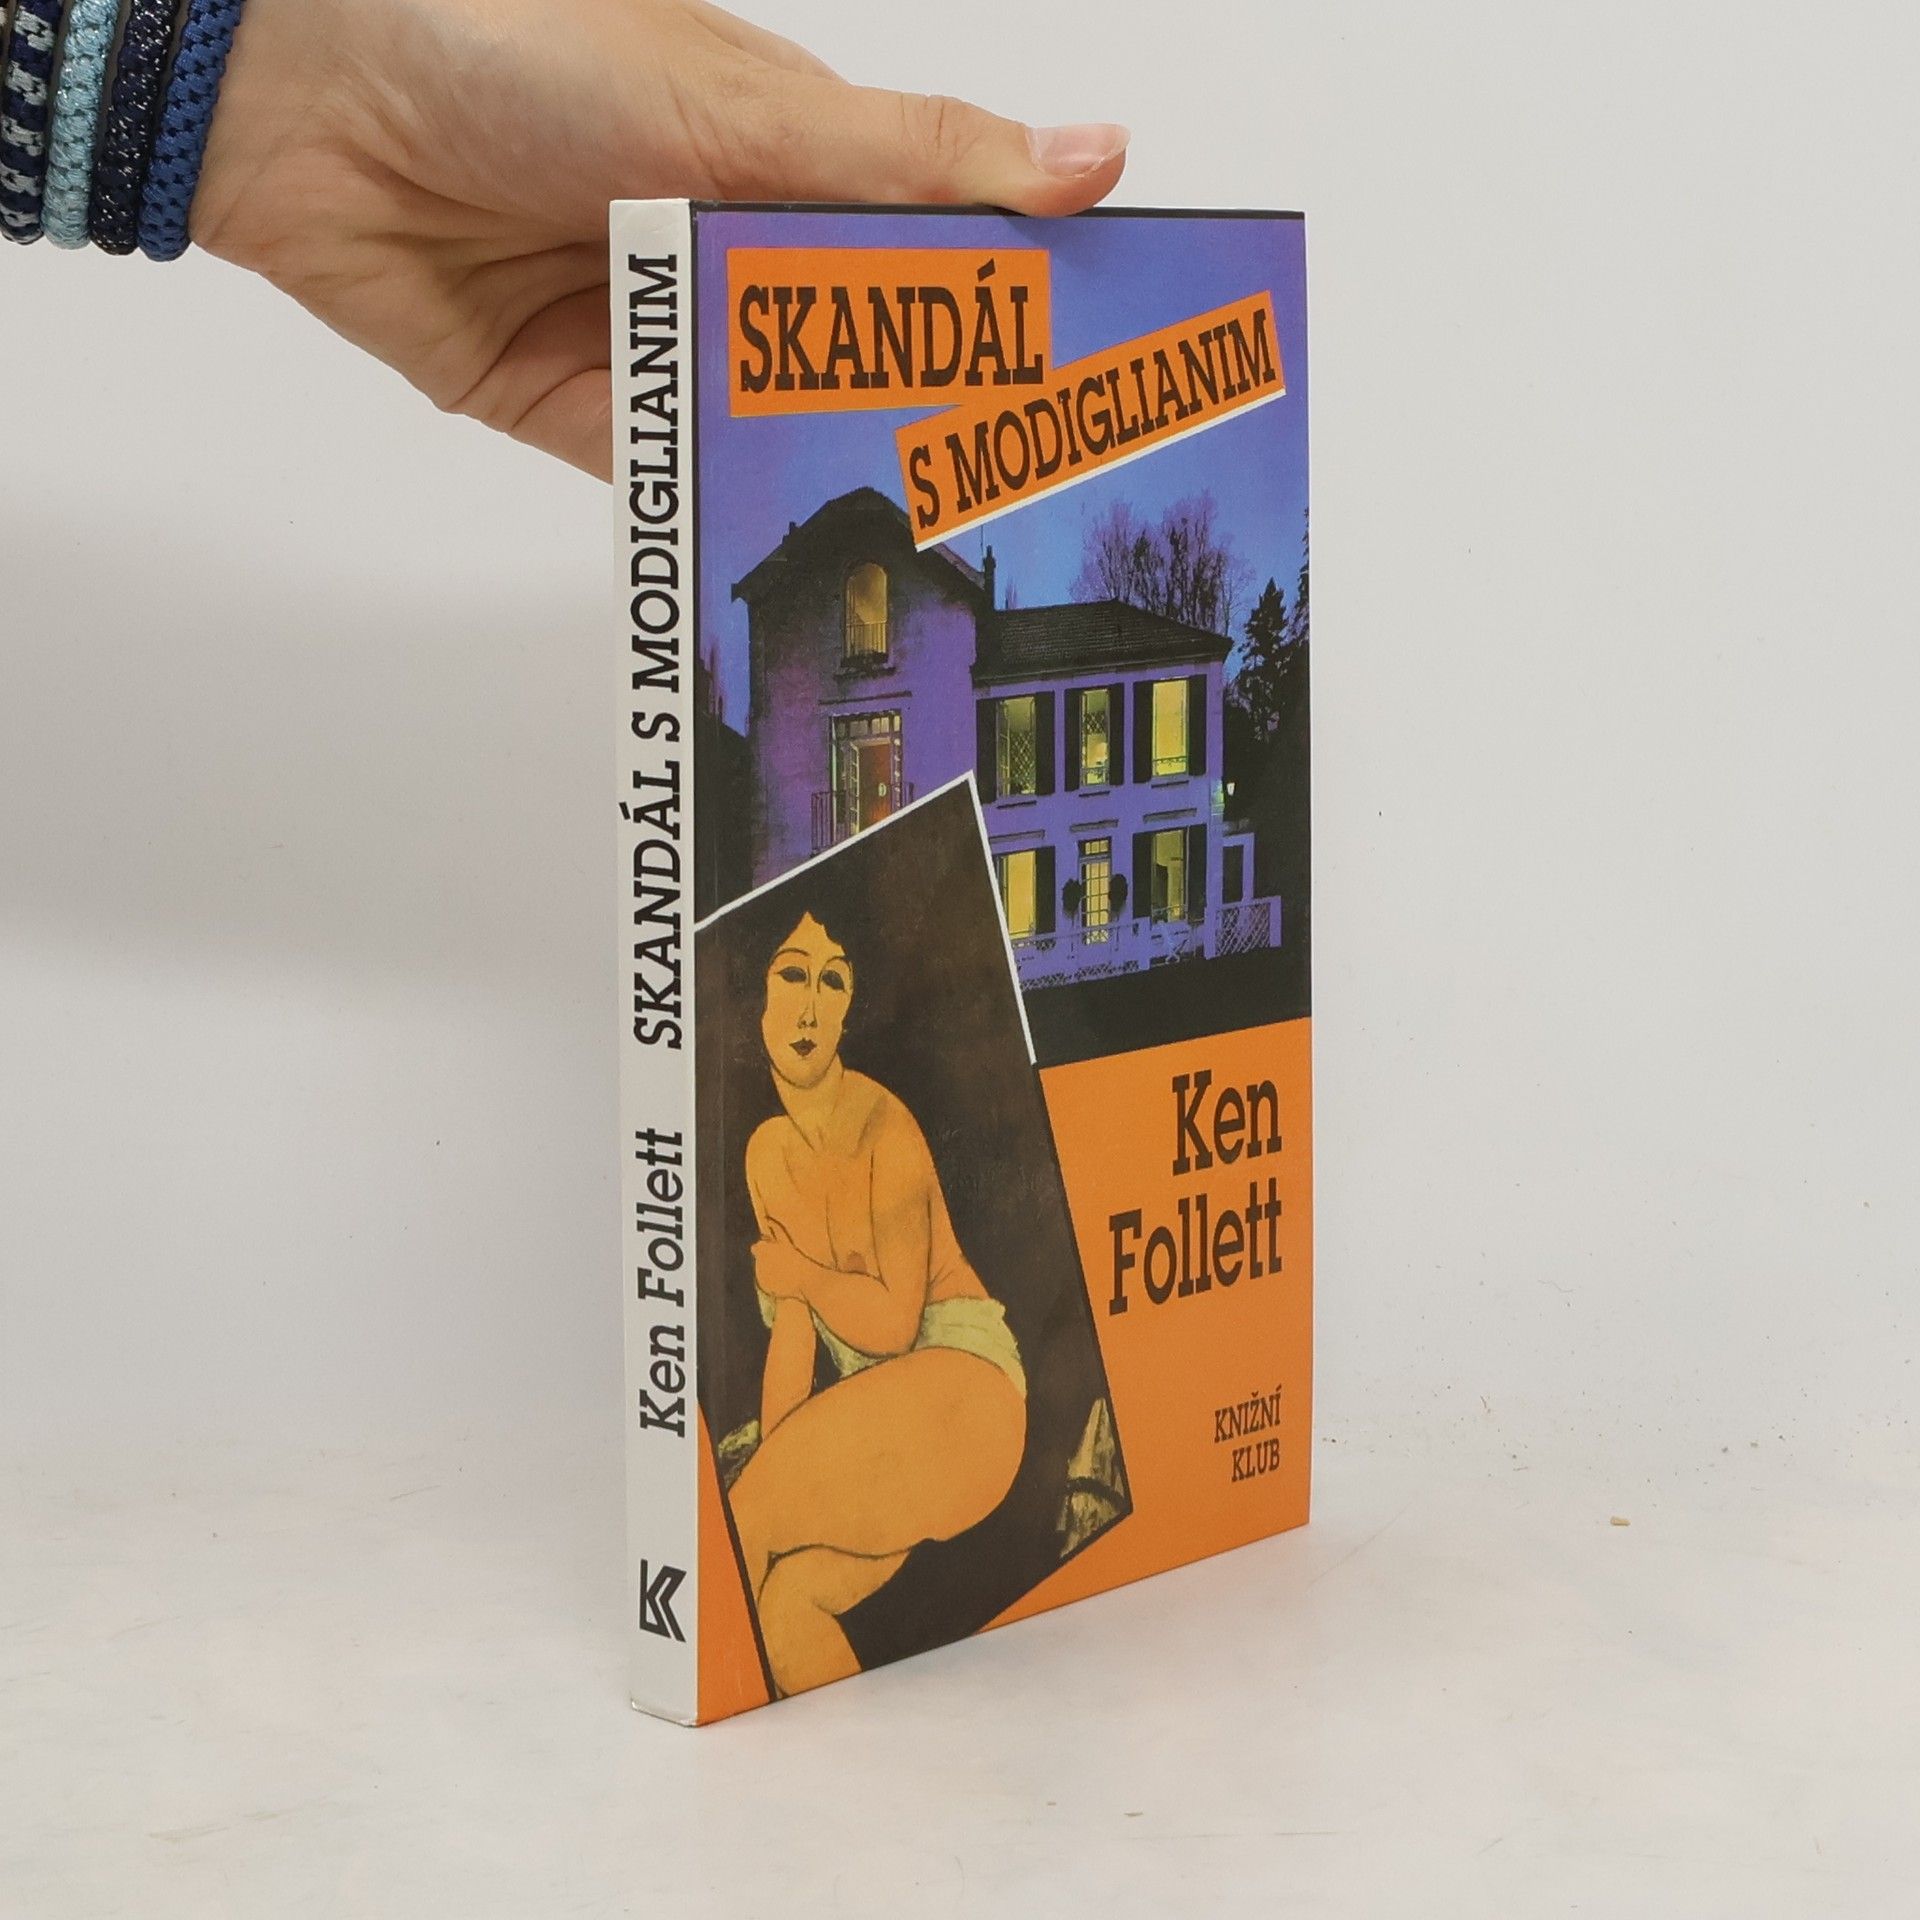 SKANDÁL
S MODIGLIANIM
Ken
Follett
KNIŽNÍ
KLUB
Ken Follett SKANDÁL S MODIGLIANIM